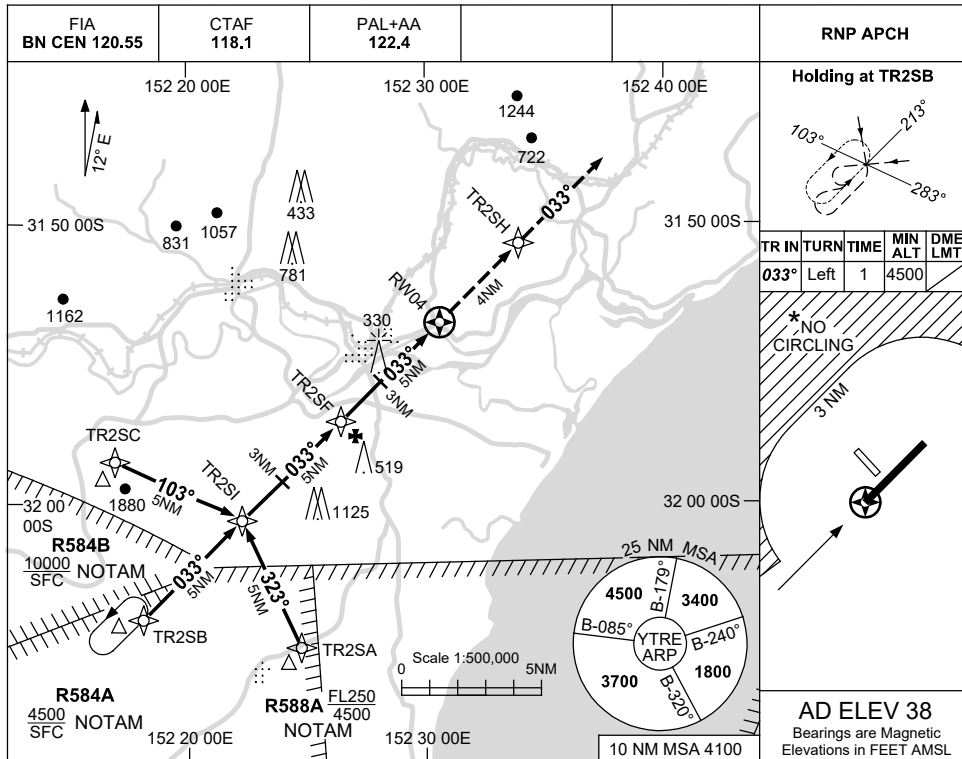 FIA
BN CEN 120.55
CTAF
118.1
PAL+AA
122.4
RNP APCH
152 20 00E
152 30 00E
152 40 00E
12° E
1244
722
433
831
1057
781
31 50 00S
31 50 00S
TR2SH
033°
4NM
RW04
1162
330
033°
5NM
3NM
TR2SF
TR2SC
519
TR2SI
3NM
033°
5NM
103°
5NM
1880
1125
32 00
00S
32 00 00S
R584B
10000
SFC
NOTAM
033°
5NM
323°
5NM
TR2SB
TR2SA
R584A
4500
SFC
NOTAM
R588A
FL250
4500
NOTAM
0
Scale 1:500,000
5NM
152 20 00E
152 30 00E
25 NM MSA
4500
B-179°
3400
B-085°
YTRE
ARP
B-240°
3700
B-320°
1800
10 NM MSA 4100
Holding at TR2SB
103°
213°
283°
TR IN
TURN
TIME
MIN
ALT
DME
LMT
033°
Left
1
4500
*NO
CIRCLING
3 NM
AD ELEV 38
Bearings are Magnetic
Elevations in FEET AMSL